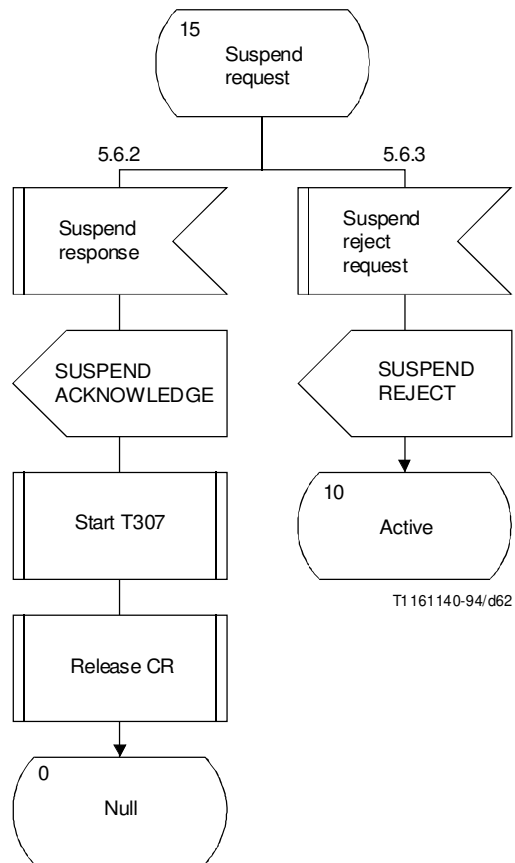 15
Suspend
request
5.6.2
5.6.3
Suspend
response
Suspend
reject
request
SUSPEND
ACKNOWLEDGE
SUSPEND
REJECT
Start T307
10
Active
T1161140-94/d62
Release CR
0
Null